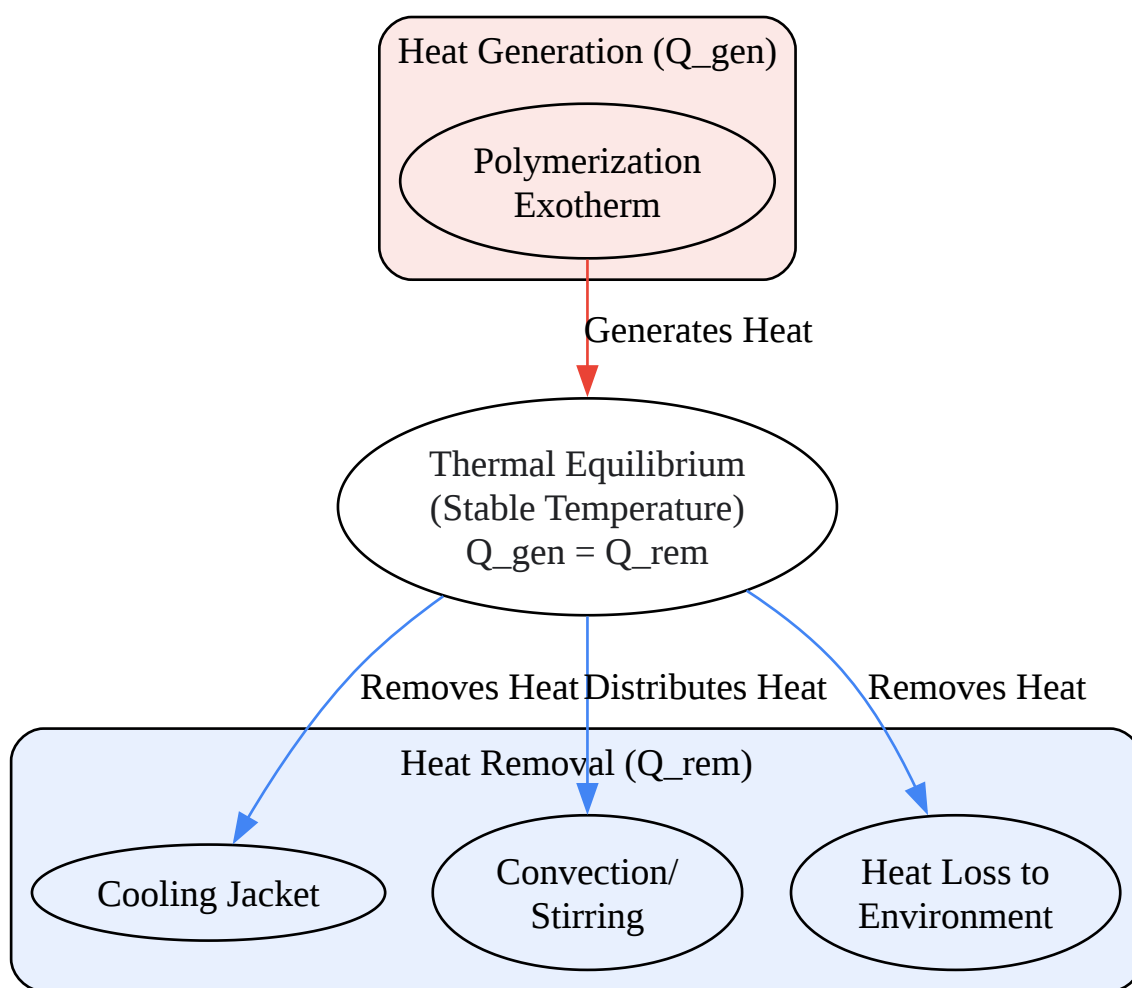 Heat Generation (Q_gen)
Polymerization
Exotherm
Generates Heat
Thermal Equilibrium
(Stable Temperature)
Q_gen = Q_rem
Removes Heat
Distributes Heat
Removes Heat
Heat Removal (Q_rem)
Cooling Jacket
Convection/
Stirring
Heat Loss to
Environment